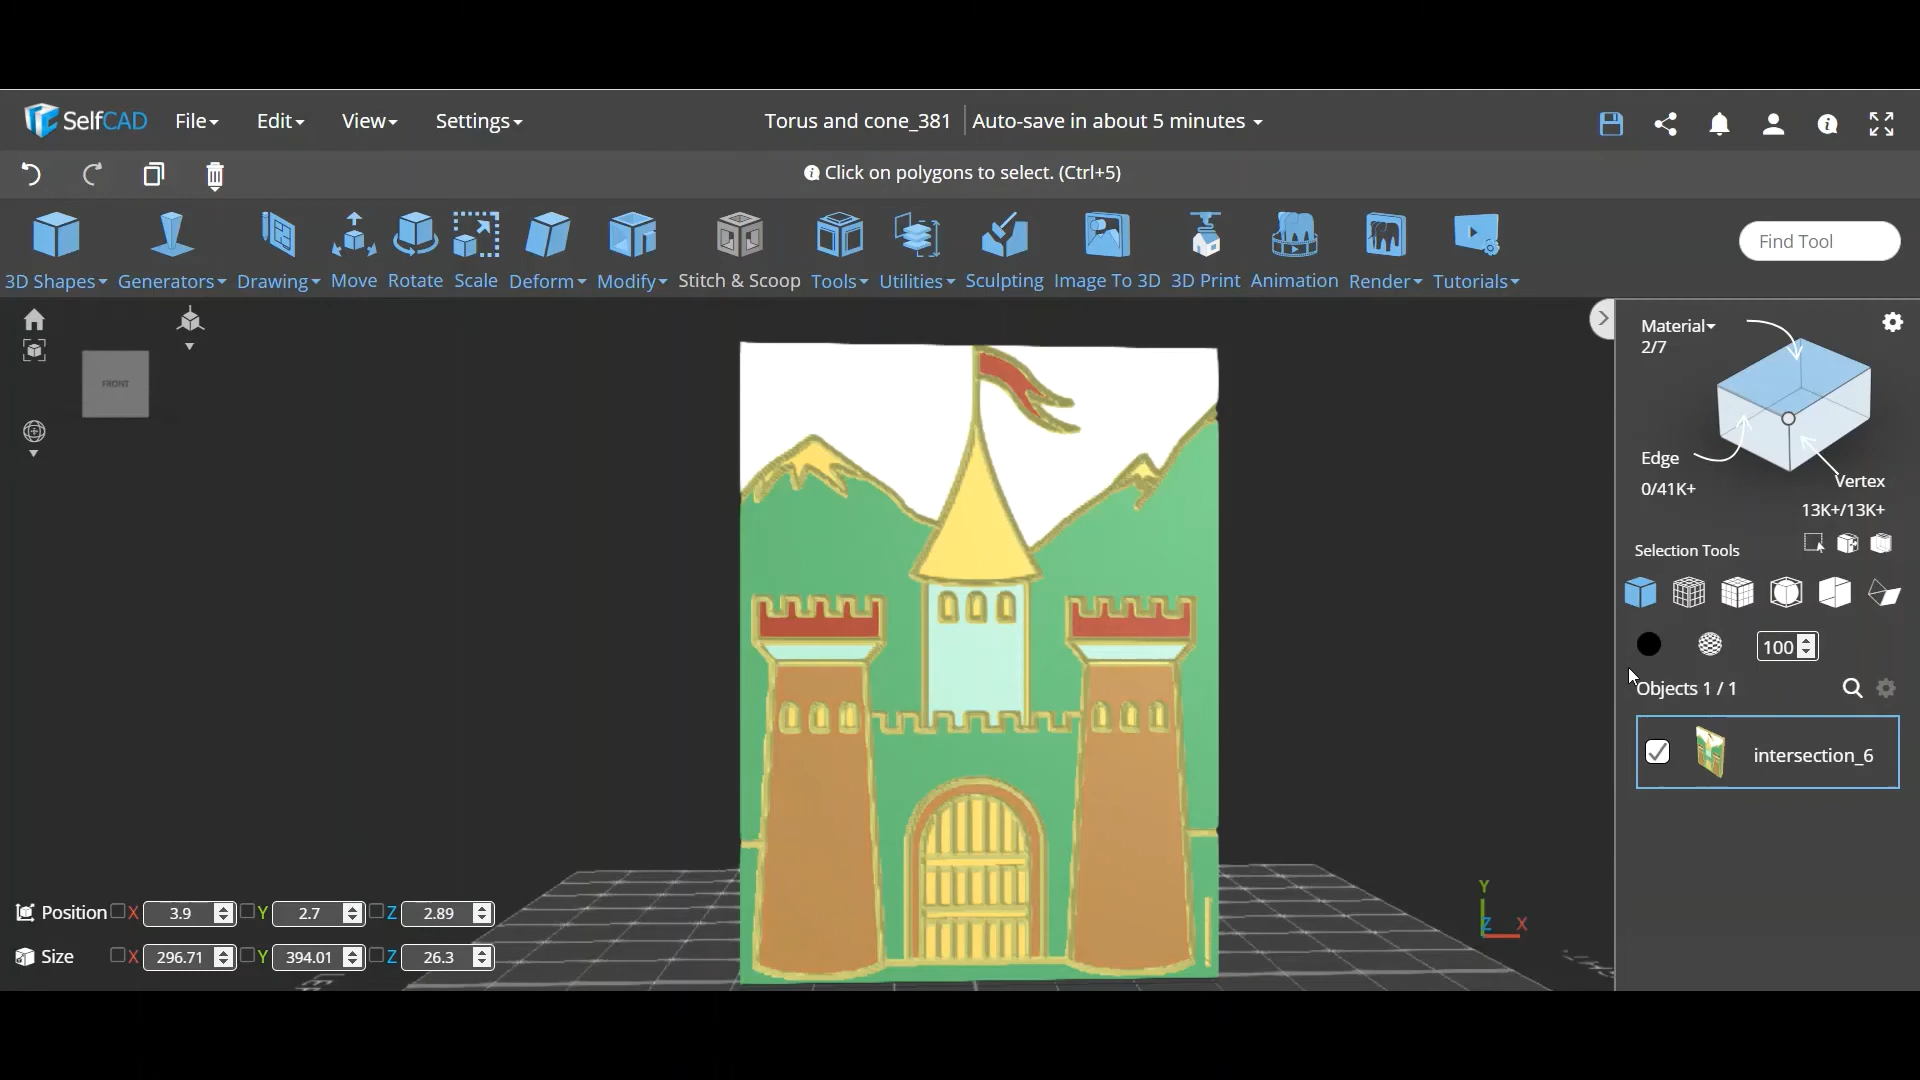 SelfCAD File Edit View Settings Torus and cone_381 Auto-save in about 5 minutes
Click on polygons to select. (Ctrl+5)
3D Shapes Generators Drawing Move Rotate Scale Deform Modify Stitch & Scoop Tools Utilities Sculpting Image To 3D 3D Print Animation Render Tutorials
Find Tool
FRONT
Material
2/7
Edge
0/41K+
Vertex
13K+/13K+
Selection Tools
100
Objects 1 / 1
intersection_6
Position X 3.9 Y 2.7 Z 2.89
Size X 296.71 Y 394.01 Z 26.3
Y
Z X